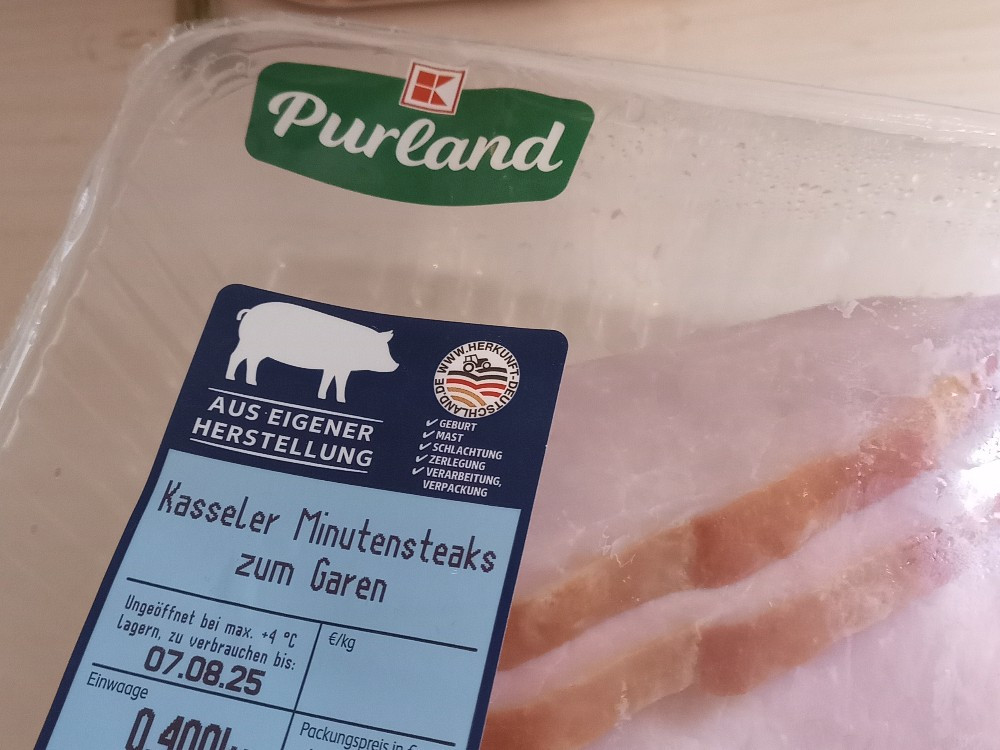 Purland
WWW.HERKUNFT-DEUTSCHLAND.DE
AUS EIGENER
HERSTELLUNG
✓ GEBURT
✓ MAST
✓ SCHLACHTUNG
✓ ZERLEGUNG
✓ VERARBEITUNG,
VERPACKUNG
Kasseler Minutensteaks
zum Garen
Ungeöffnet bei max. +4 °C
lagern, zu verbrauchen bis:
07.08.25
€/kg
Einwaage
0,400k
Packungspreis in €